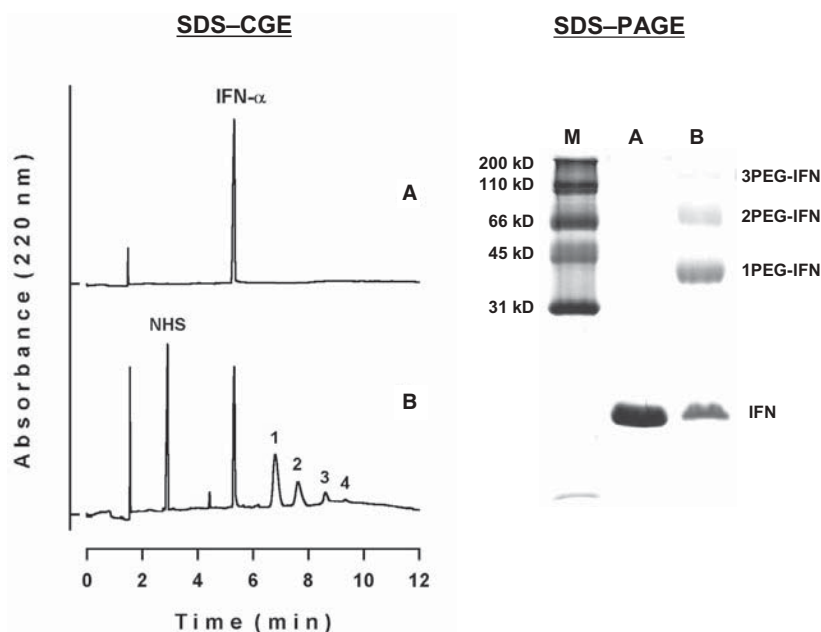 SDS–CGE
Absorbance (220 nm)
IFN-α
A
NHS
B
1
2
3
4
0 2 4 6 8 10 12
Time (min)
SDS–PAGE
M A B
200 kD
110 kD
66 kD
45 kD
31 kD
3PEG-IFN
2PEG-IFN
1PEG-IFN
IFN